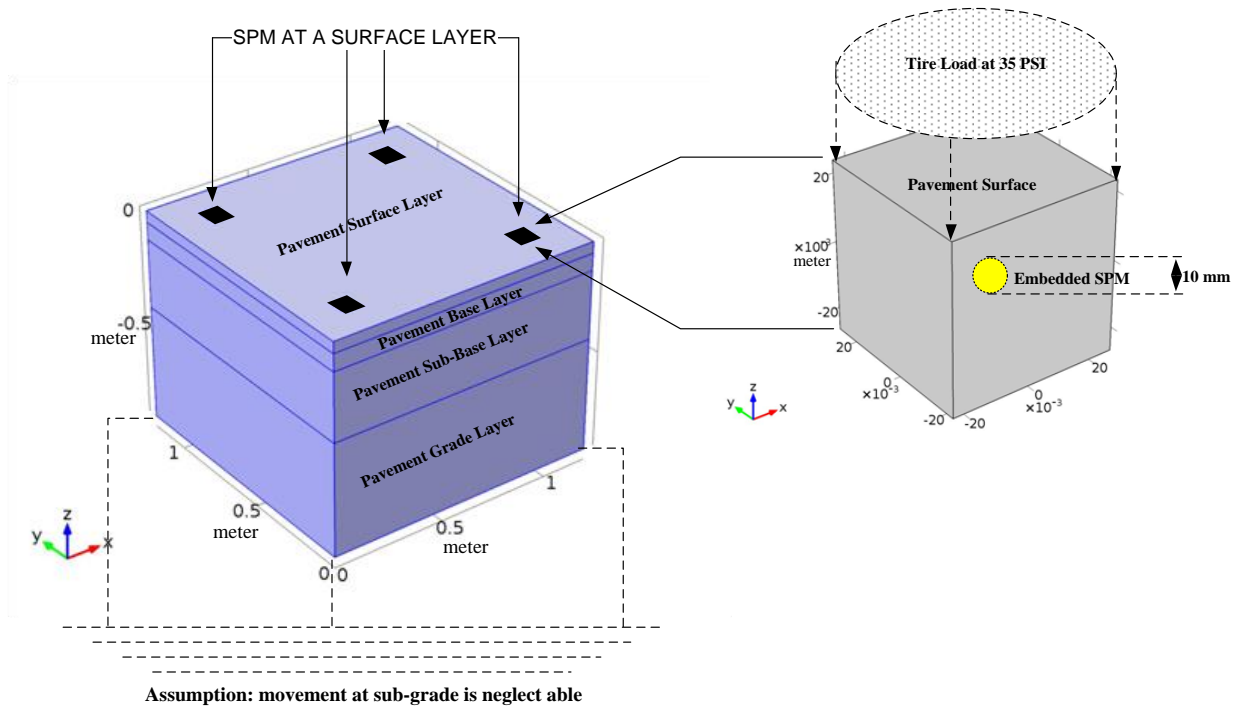 SPM AT A SURFACE LAYER
Pavement Surface Layer
Pavement Base Layer
Pavement Sub-Base Layer
Pavement Grade Layer
0
-0.5
meter
1
0.5
meter
0 0
0.5
meter
1
z
y
x
Tire Load at 35 PSI
Pavement Surface
20
×10³ 0
meter
-20
Embedded SPM
10 mm
20
0
×10⁻³
-20
-20
0
×10⁻³
20
z
y
x
Assumption: movement at sub-grade is neglect able